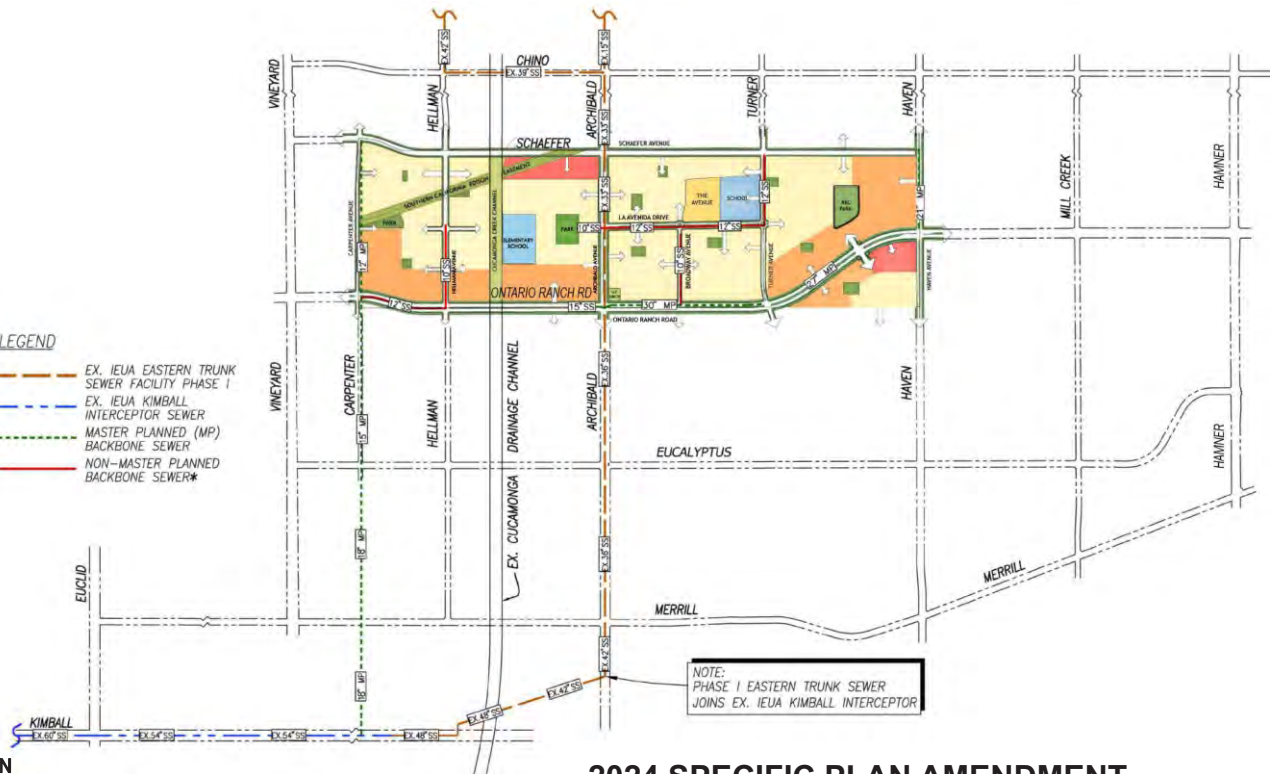 EX.42" SS
EX.15" SS
CHINO
EX.39" SS
VINEYARD
HELLMAN
ARCHIBALD
TURNER
HAVEN
MILL CREEK
HAMNER
EX.33" SS
SCHAEFER
SCHAEFER AVENUE
SOUTHERN CALIFORNIA EDISON EASEMENT
EX.33" SS
12" SS
21" MP
THE AVENUE
SCHOOL
PARK
CARPENTER AVENUE
12" MP
10" SS
HELLMAN AVENUE
CUCAMONGA CREEK CHANNEL
ELEMENTARY SCHOOL
PARK
10" SS
ARCHIBALD AVENUE
LA AVENIDA DRIVE
12" SS
12" SS
10" SS
BROADWAY AVENUE
TURNER AVENUE
27" MP
HAVEN AVENUE
ONTARIO RANCH RD
12" SS
15" SS
30" MP
ONTARIO RANCH ROAD
LEGEND
EX. IEUA EASTERN TRUNK
SEWER FACILITY PHASE I
EX. IEUA KIMBALL
INTERCEPTOR SEWER
MASTER PLANNED (MP)
BACKBONE SEWER
NON-MASTER PLANNED
BACKBONE SEWER*
VINEYARD
CARPENTER
HELLMAN
EX. CUCAMONGA DRAINAGE CHANNEL
ARCHIBALD
HAVEN
HAMNER
EX.36" SS
15" MP
EUCALYPTUS
18" MP
EX.36" SS
EUCLID
MERRILL
MERRILL
EX.42" SS
18" MP
EX.42" SS
EX.48" SS
NOTE:
PHASE I EASTERN TRUNK SEWER
JOINS EX. IEUA KIMBALL INTERCEPTOR
KIMBALL
EX.60" SS
EX.54" SS
EX.54" SS
EX.48" SS
N
2024 SPECIFIC PLAN AMENDMENT